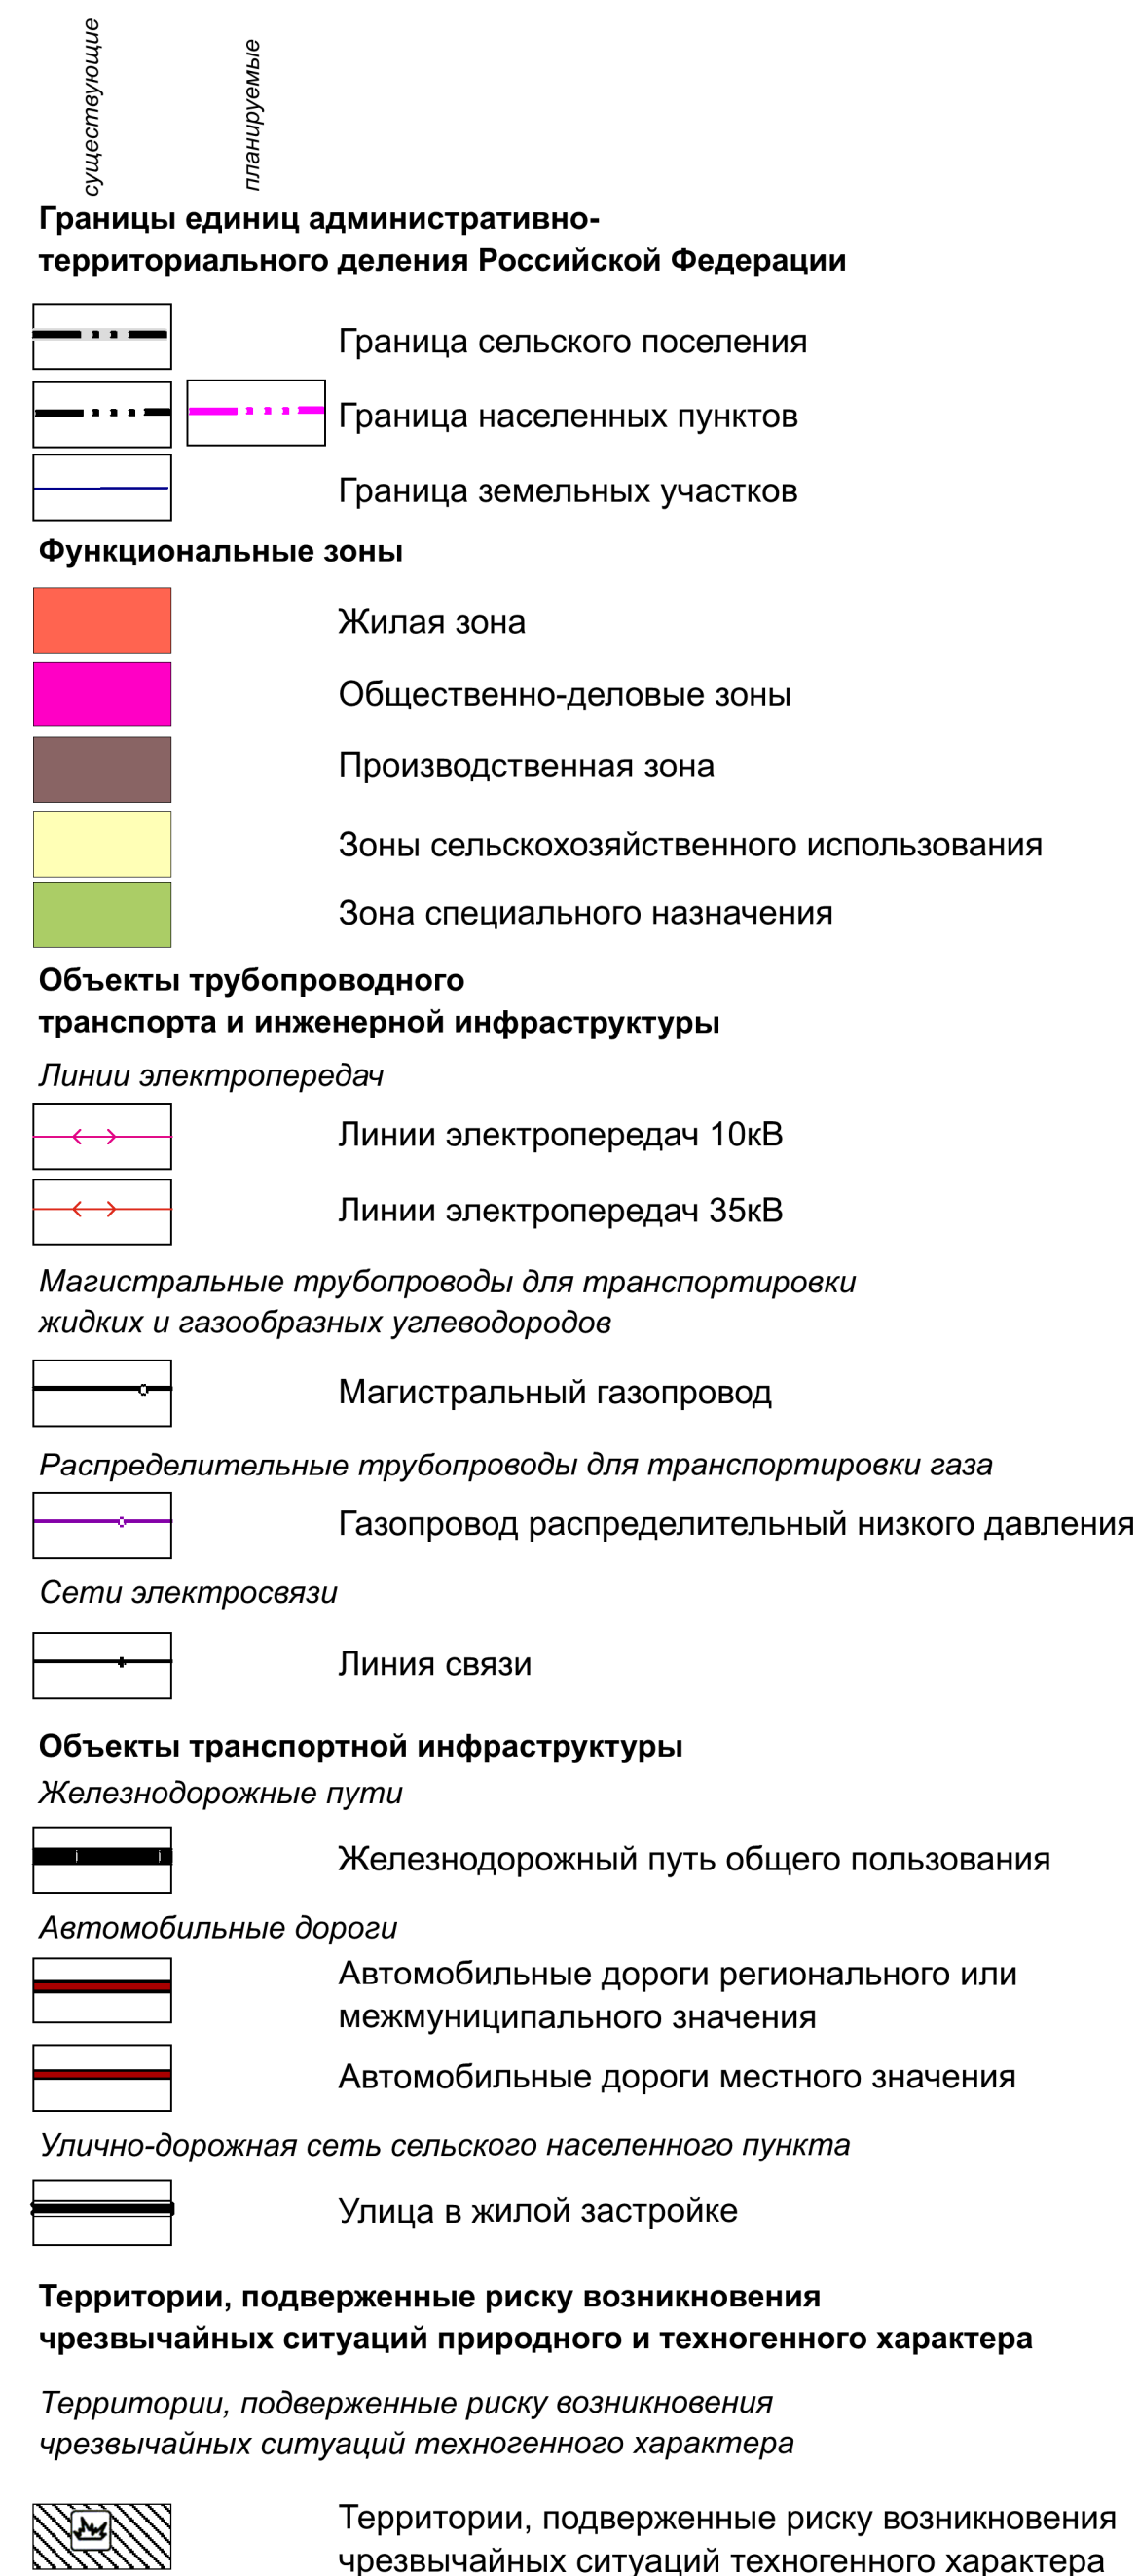 существующие
планируемые
Границы единиц административно-
территориального деления Российской Федерации
Граница сельского поселения
Граница населенных пунктов
Граница земельных участков
Функциональные зоны
Жилая зона
Общественно-деловые зоны
Производственная зона
Зоны сельскохозяйственного использования
Зона специального назначения
Объекты трубопроводного
транспорта и инженерной инфраструктуры
Линии электропередач
Линии электропередач 10кВ
Линии электропередач 35кВ
Магистральные трубопроводы для транспортировки
жидких и газообразных углеводородов
Магистральный газопровод
Распределительные трубопроводы для транспортировки газа
Газопровод распределительный низкого давления
Сети электросвязи
Линия связи
Объекты транспортной инфраструктуры
Железнодорожные пути
Железнодорожный путь общего пользования
Автомобильные дороги
Автомобильные дороги регионального или
межмуниципального значения
Автомобильные дороги местного значения
Улично-дорожная сеть сельского населенного пункта
Улица в жилой застройке
Территории, подверженные риску возникновения
чрезвычайных ситуаций природного и техногенного характера
Территории, подверженные риску возникновения
чрезвычайных ситуаций техногенного характера
Территории, подверженные риску возникновения
чрезвычайных ситуаций техногенного характера